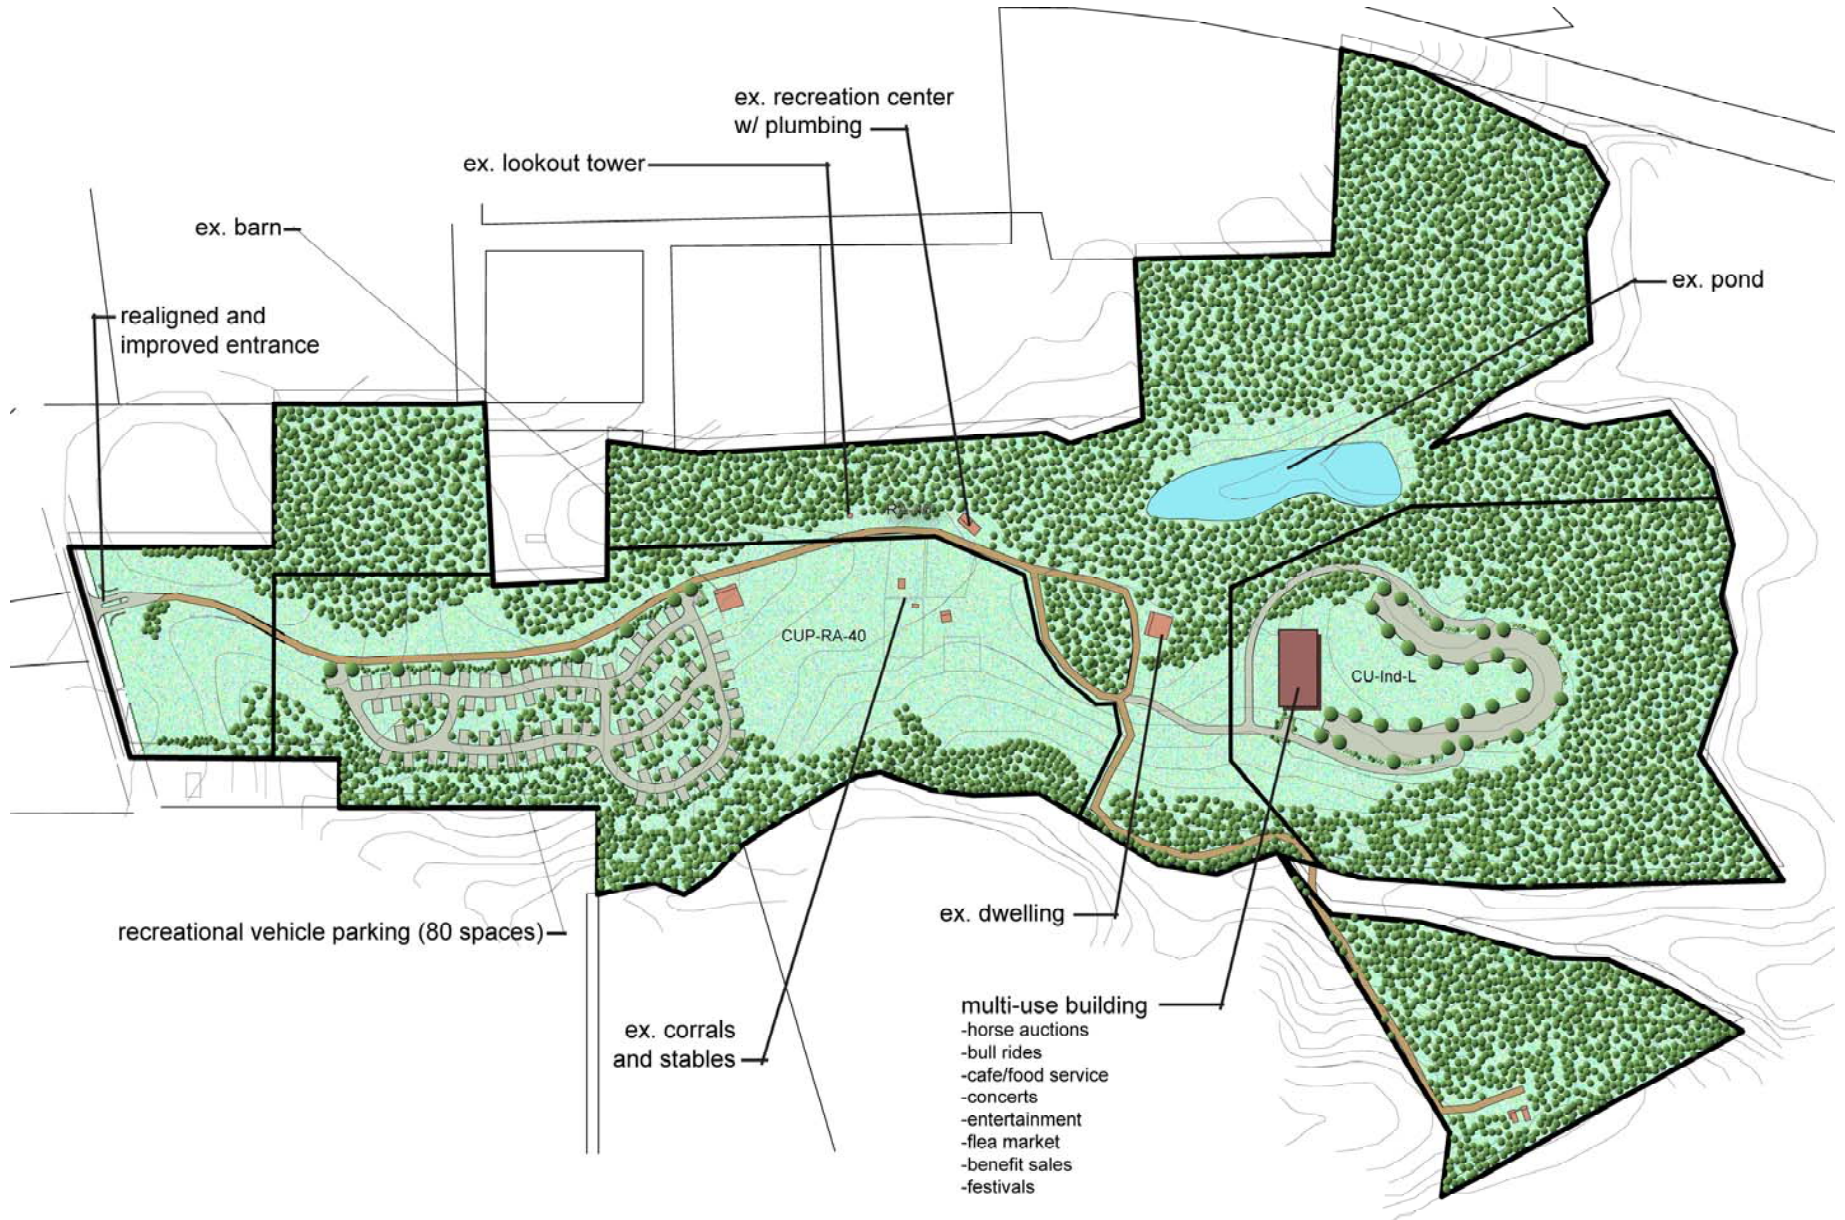 ex. recreation center
w/ plumbing
ex. lookout tower
ex. barn
ex. pond
realigned and
improved entrance
CUP-RA-40
CU-Ind-L
recreational vehicle parking (80 spaces)
ex. dwelling
ex. corrals
and stables
multi-use building
-horse auctions
-bull rides
-cafe/food service
-concerts
-entertainment
-flea market
-benefit sales
-festivals